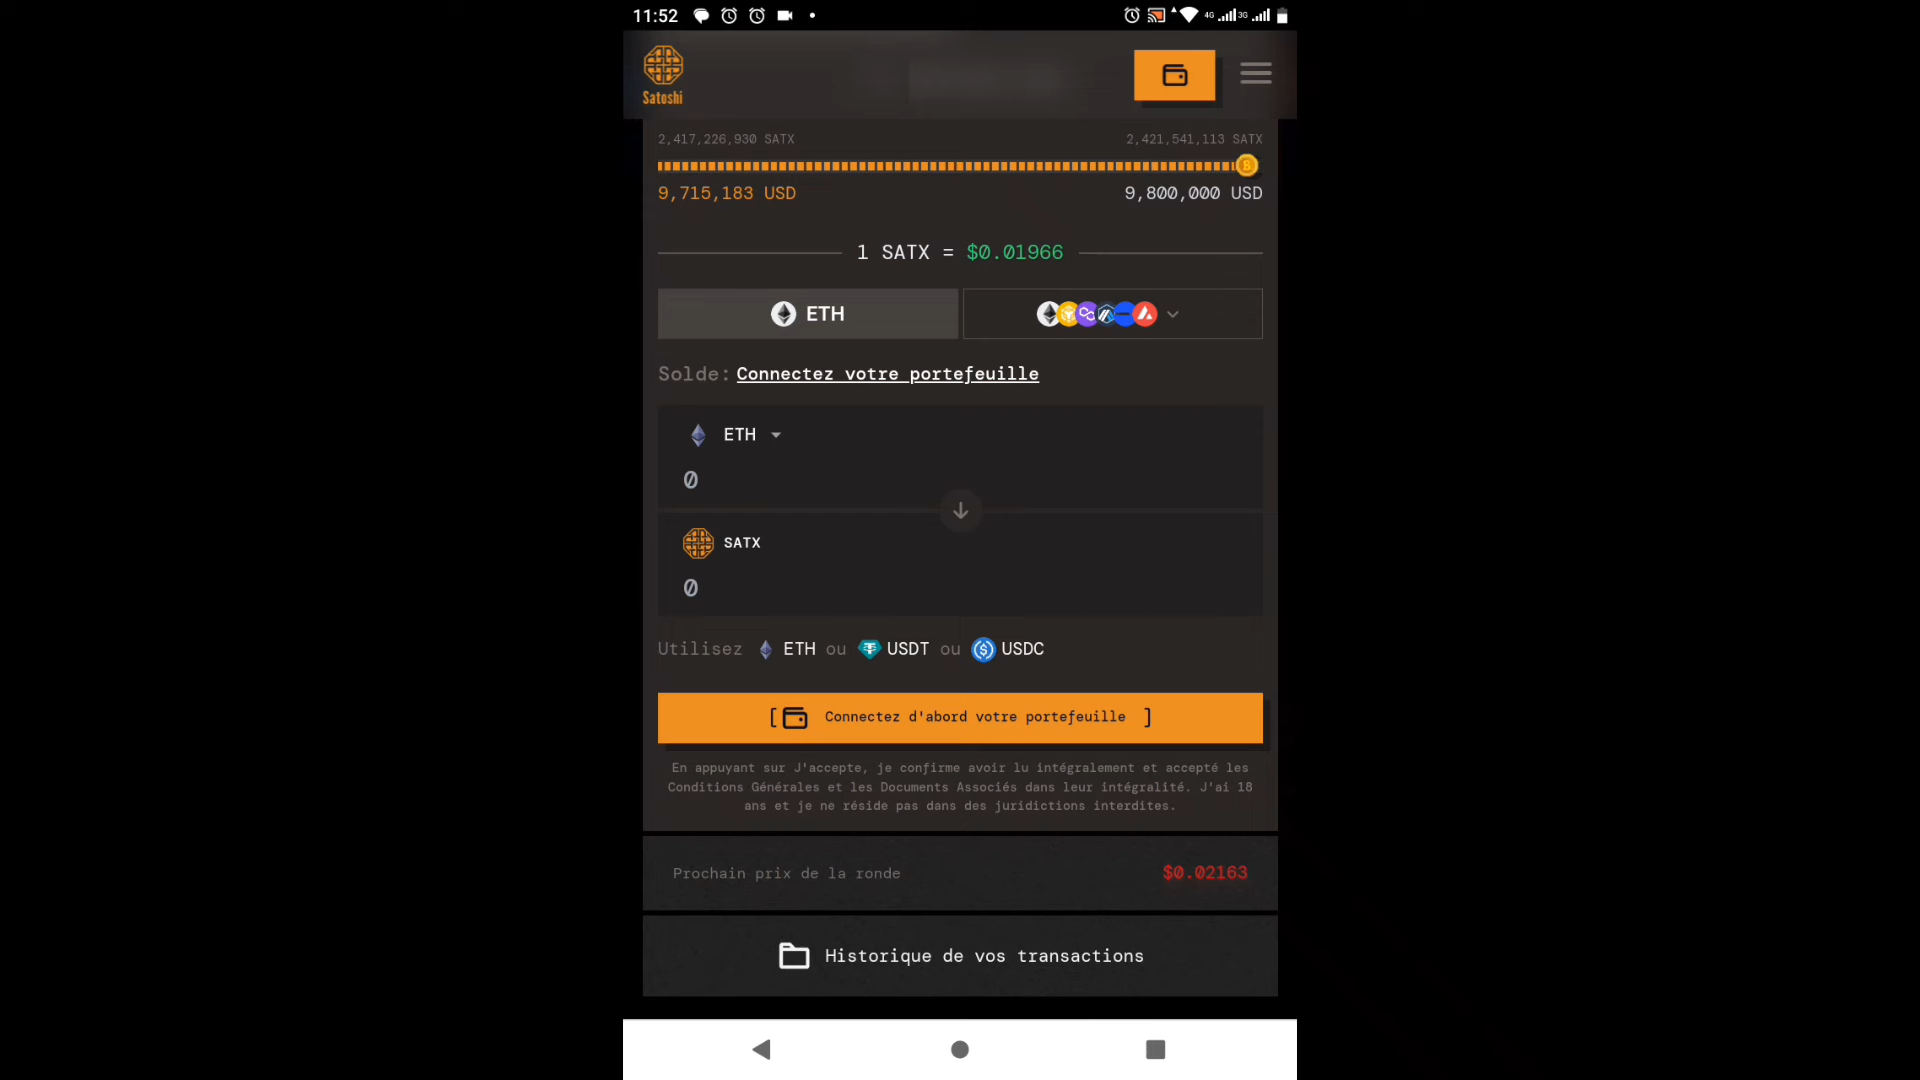 11:52
4G
3G
Satoshi
2,417,226,930 SATX
2,421,541,113 SATX
9,715,183 USD
9,800,000 USD
1 SATX = $0.01966
ETH
Solde: Connectez votre portefeuille
ETH
0
SATX
0
Utilisez ETH ou USDT ou USDC
[ Connectez d'abord votre portefeuille ]
En appuyant sur J'accepte, je confirme avoir lu intégralement et accepté les
Conditions Générales et les Documents Associés dans leur intégralité. J'ai 18
ans et je ne réside pas dans des juridictions interdites.
Prochain prix de la ronde
$0.02163
Historique de vos transactions